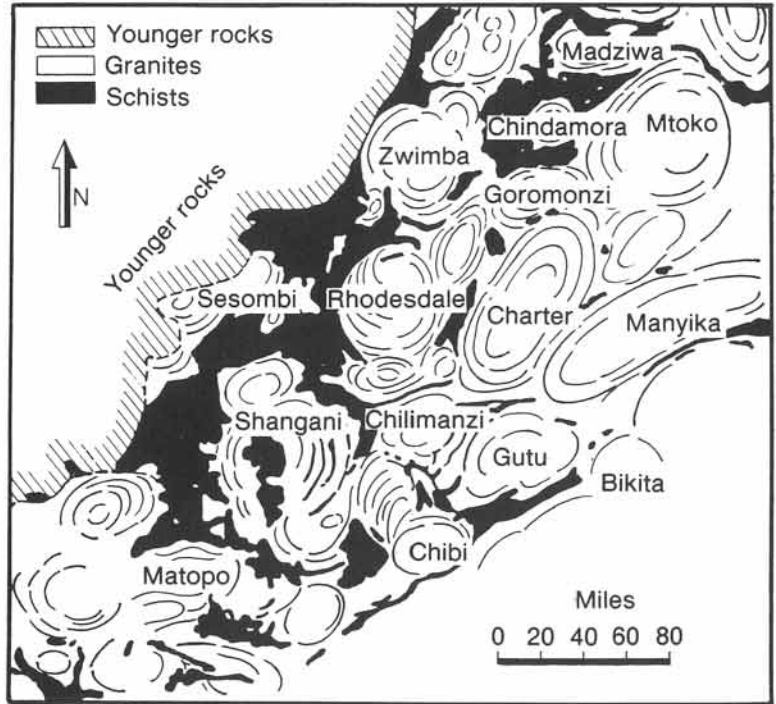 Younger rocks
Granites
Schists
N
Younger rocks
Madziwa
Chindamora
Mtoko
Zwimba
Goromonzi
Sesombi
Rhodesdale
Charter
Manyika
Shangani
Chilimanzi
Gutu
Bikita
Chibi
Matopo
Miles
0 20 40 60 80